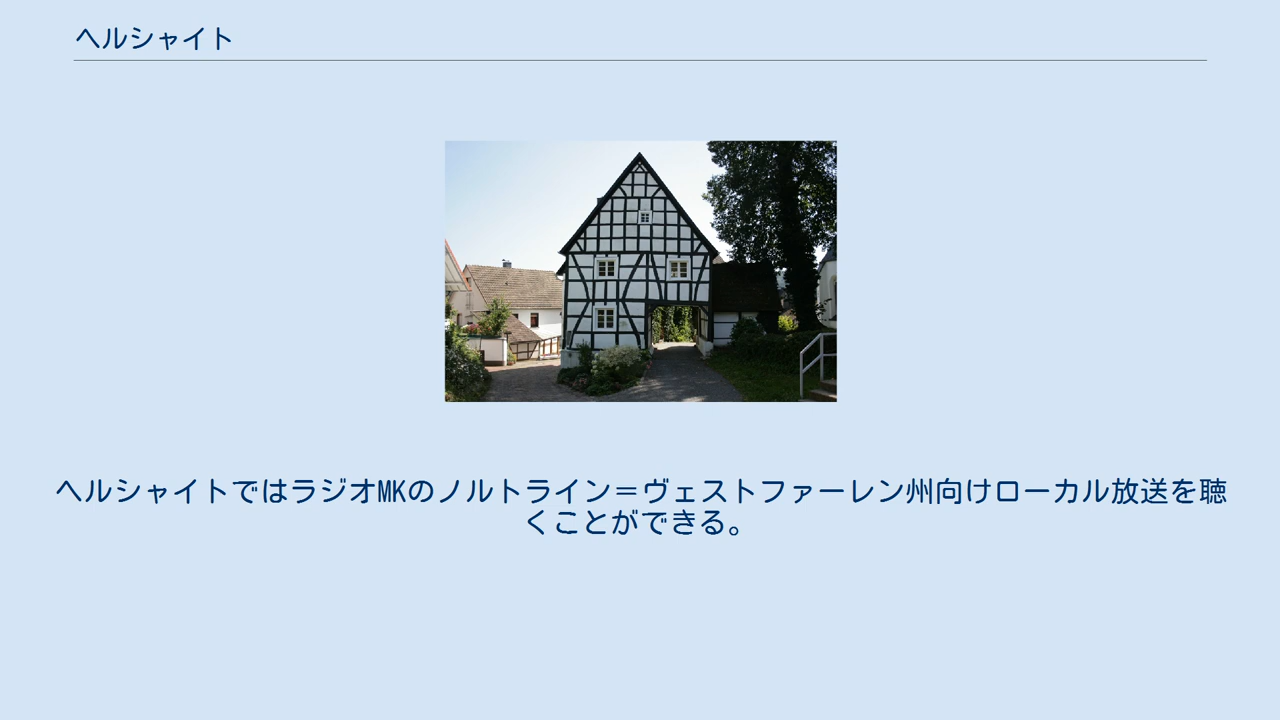 ヘルシャイト
ヘルシャイトではラジオMKのノルトライン＝ヴェストファーレン州向けローカル放送を聴
くことができる。